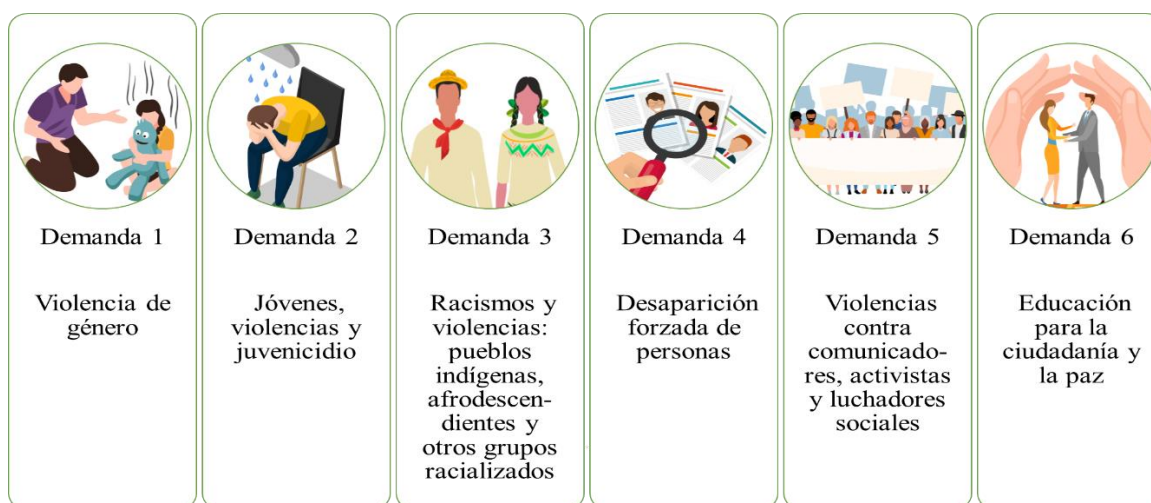 Demanda 1
Violencia de
género
Demanda 2
Jóvenes,
violencias y
juvenicidio
Demanda 3
Racismos y
violencias:
pueblos
indígenas,
afrodescen-
dientes y
otros grupos
racializados
Demanda 4
Desaparición
forzada de
personas
Demanda 5
Violencias
contra
comunicado-
res, activistas
y luchadores
sociales
Demanda 6
Educación
para la
ciudadanía y
la paz